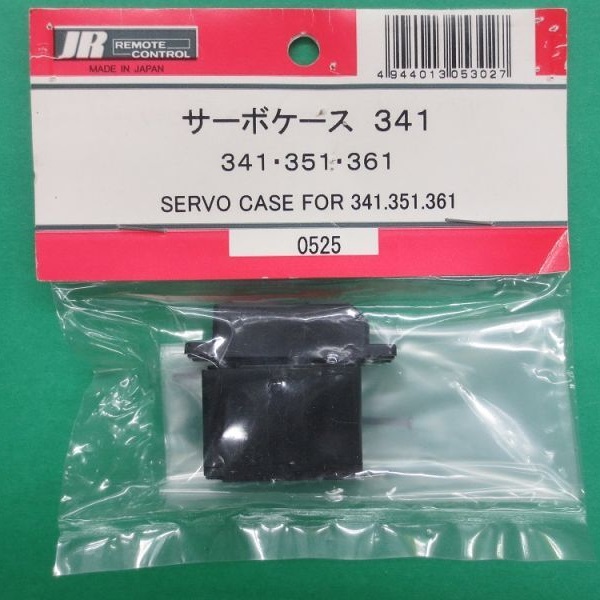 JR REMOTE CONTROL
MADE IN JAPAN
4 944013 053027
サーボケース 341
341・351・361
SERVO CASE FOR 341.351.361
0525